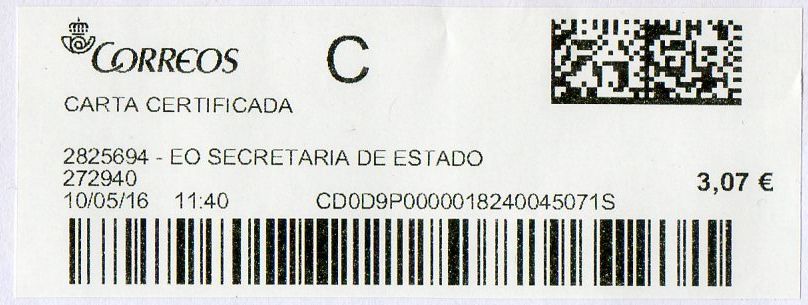 CORREOS
C
CARTA CERTIFICADA
2825694 - EO SECRETARIA DE ESTADO
272940
3,07 €
10/05/16 11:40 CD0D9P0000018240045071S